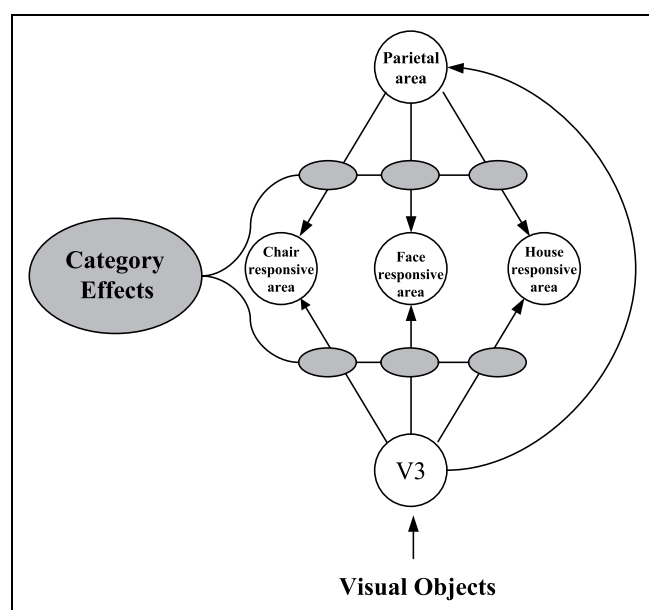 Parietal
area
Category
Effects
Chair
responsive
area
Face
responsive
area
House
responsive
area
V3
Visual Objects